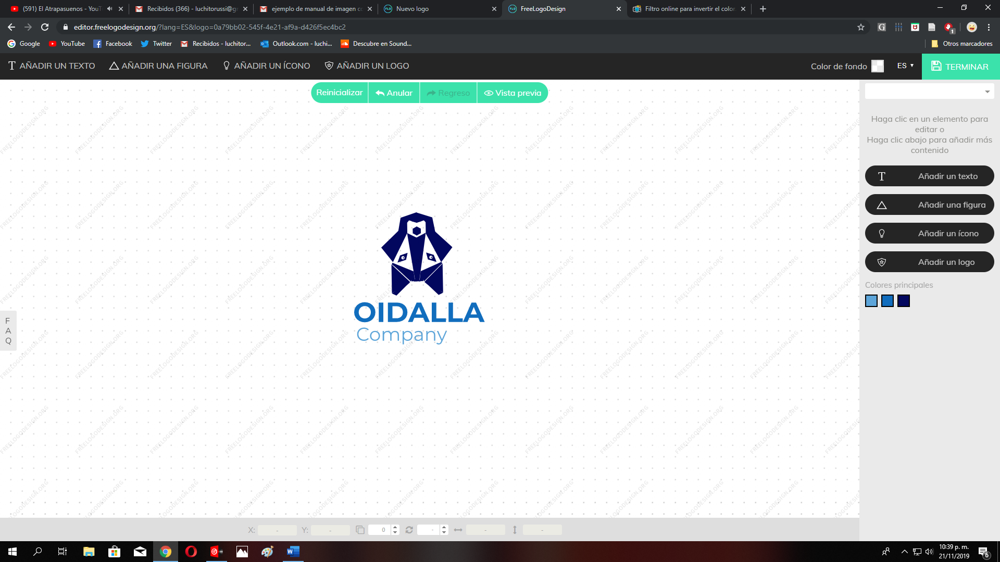 (591) El Atrapasuenos - YouT
Recibidos (366) - luchitorussi@gr
ejemplo de manual de imagen co
Nuevo logo
FreeLogoDesign
Filtro online para invertir el color
editor.freelogodesign.org/?lang=ES&logo=0a79bb02-545f-4e21-af9a-d426f5ec4bc2
Google
YouTube
Facebook
Twitter
Recibidos - luchitor...
Outlook.com - luchi...
Descubre en Sound...
Otros marcadores
AÑADIR UN TEXTO
AÑADIR UNA FIGURA
AÑADIR UN ÍCONO
AÑADIR UN LOGO
Color de fondo
ES
TERMINAR
Reinicializar
Anular
Regreso
Vista previa
FREELOGODESIGN.ORG
OIDALLA
Company
F
A
Q
Haga clic en un elemento para
editar o
Haga clic abajo para añadir más
contenido
Añadir un texto
Añadir una figura
Añadir un ícono
Añadir un logo
Colores principales
X: -
Y: -
0
-
-
-
10:39 p. m.
21/11/2019
6